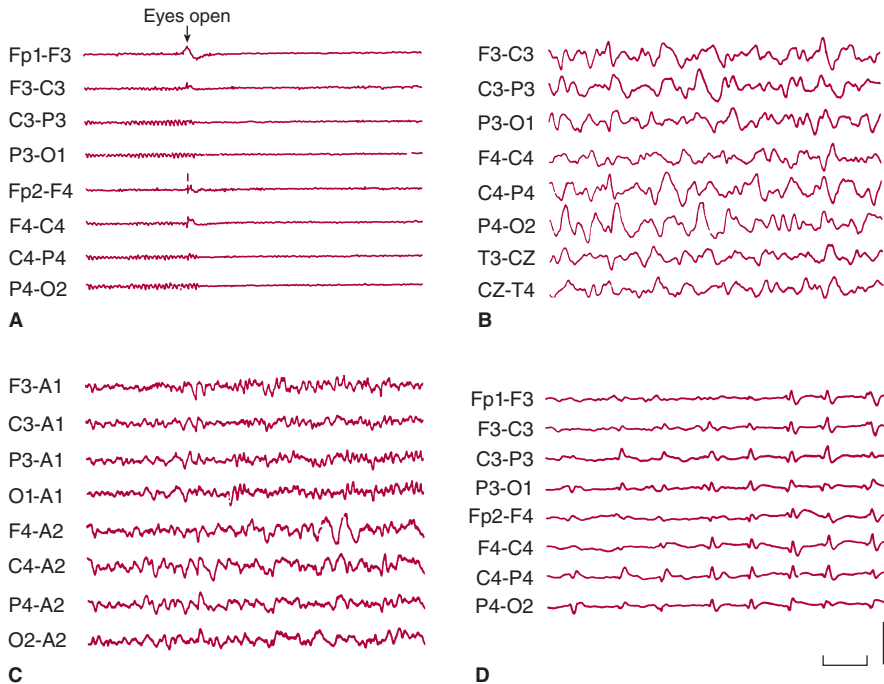 Eyes open
Fp1-F3
F3-C3
C3-P3
P3-O1
Fp2-F4
F4-C4
C4-P4
P4-O2
A
F3-C3
C3-P3
P3-O1
F4-C4
C4-P4
P4-O2
T3-CZ
CZ-T4
B
F3-A1
C3-A1
P3-A1
O1-A1
F4-A2
C4-A2
P4-A2
O2-A2
C
Fp1-F3
F3-C3
C3-P3
P3-O1
Fp2-F4
F4-C4
C4-P4
P4-O2
D